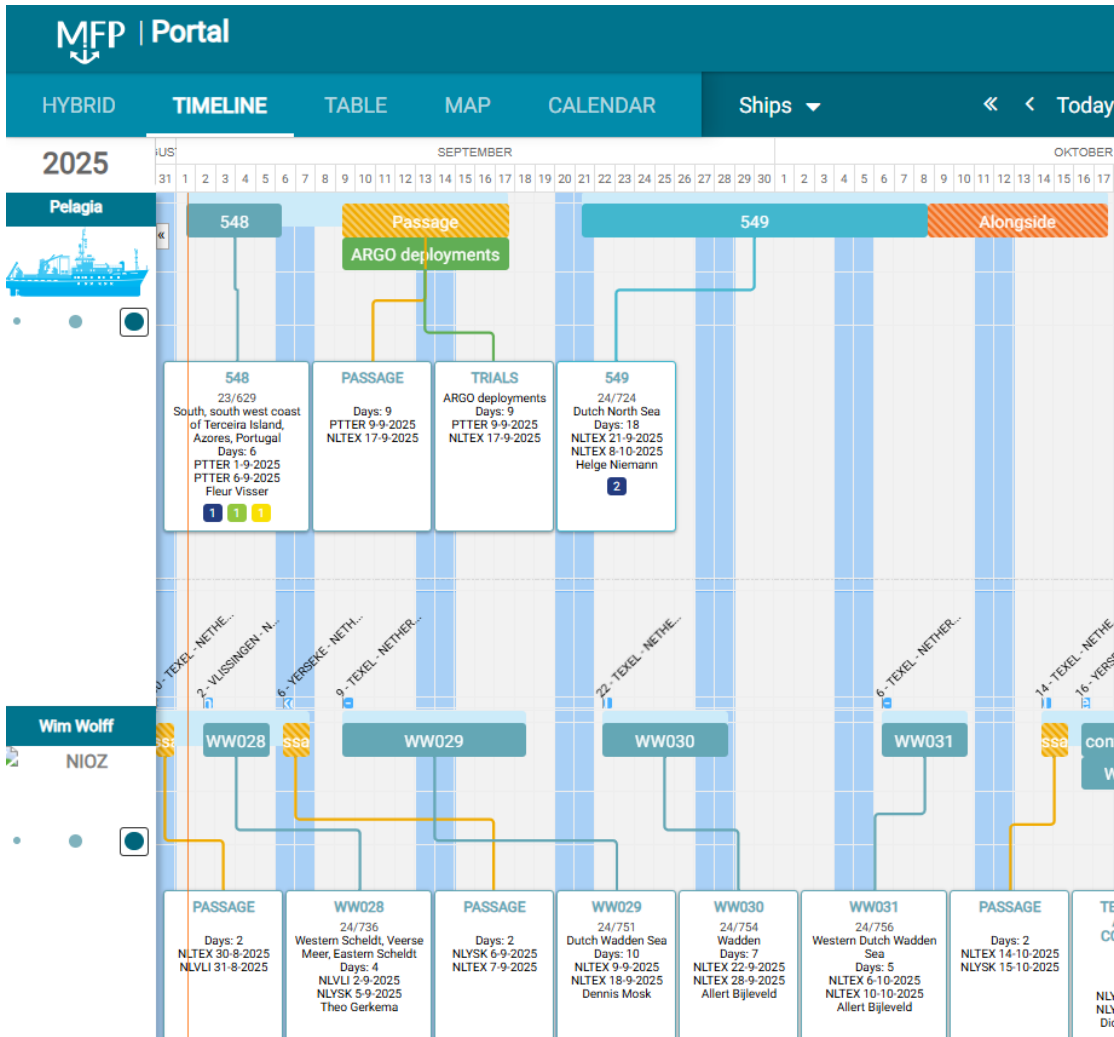 MFP | Portal
HYBRID TIMELINE TABLE MAP CALENDAR Ships « < Today
2025
SEPTEMBER OKTOBER
31 1 2 3 4 5 6 7 8 9 10 11 12 13 14 15 16 17 18 19 20 21 22 23 24 25 26 27 28 29 30 1 2 3 4 5 6 7 8 9 10 11 12 13 14 15 16 17
Pelagia
«
548 Passage 549 Alongside
ARGO deployments
548
23/629
South, south west coast
of Terceira Island,
Azores, Portugal
Days: 6
PTTER 1-9-2025
PTTER 6-9-2025
Fleur Visser
1 1 1
PASSAGE
Days: 9
PTTER 9-9-2025
NLTEX 17-9-2025
TRIALS
ARGO deployments
Days: 9
PTTER 9-9-2025
NLTEX 17-9-2025
549
24/724
Dutch North Sea
Days: 18
NLTEX 21-9-2025
NLTEX 8-10-2025
Helge Niemann
2
0 - TEXEL - NETHE...
2 - VLISSINGEN - N...
6 - YERSEKE - NETH...
9 - TEXEL - NETHER...
22 - TEXEL - NETHE...
6 - TEXEL - NETHER...
14 - TEXEL - NETHE
16 - YERS
Wim Wolff
NIOZ
ssa WW028 ssa WW029 WW030 WW031 ssa con
W
PASSAGE
Days: 2
NLTEX 30-8-2025
NLVLI 31-8-2025
WW028
24/736
Western Scheldt, Veerse
Meer, Eastern Scheldt
Days: 4
NLVLI 2-9-2025
NLYSK 5-9-2025
Theo Gerkema
PASSAGE
Days: 2
NLYSK 6-9-2025
NLTEX 7-9-2025
WW029
24/751
Dutch Wadden Sea
Days: 10
NLTEX 9-9-2025
NLTEX 18-9-2025
Dennis Mosk
WW030
24/754
Wadden
Days: 7
NLTEX 22-9-2025
NLTEX 28-9-2025
Allert Bijleveld
WW031
24/756
Western Dutch Wadden
Sea
Days: 5
NLTEX 6-10-2025
NLTEX 10-10-2025
Allert Bijleveld
PASSAGE
Days: 2
NLTEX 14-10-2025
NLYSK 15-10-2025
TE
CO
NLY
NLY
Dic